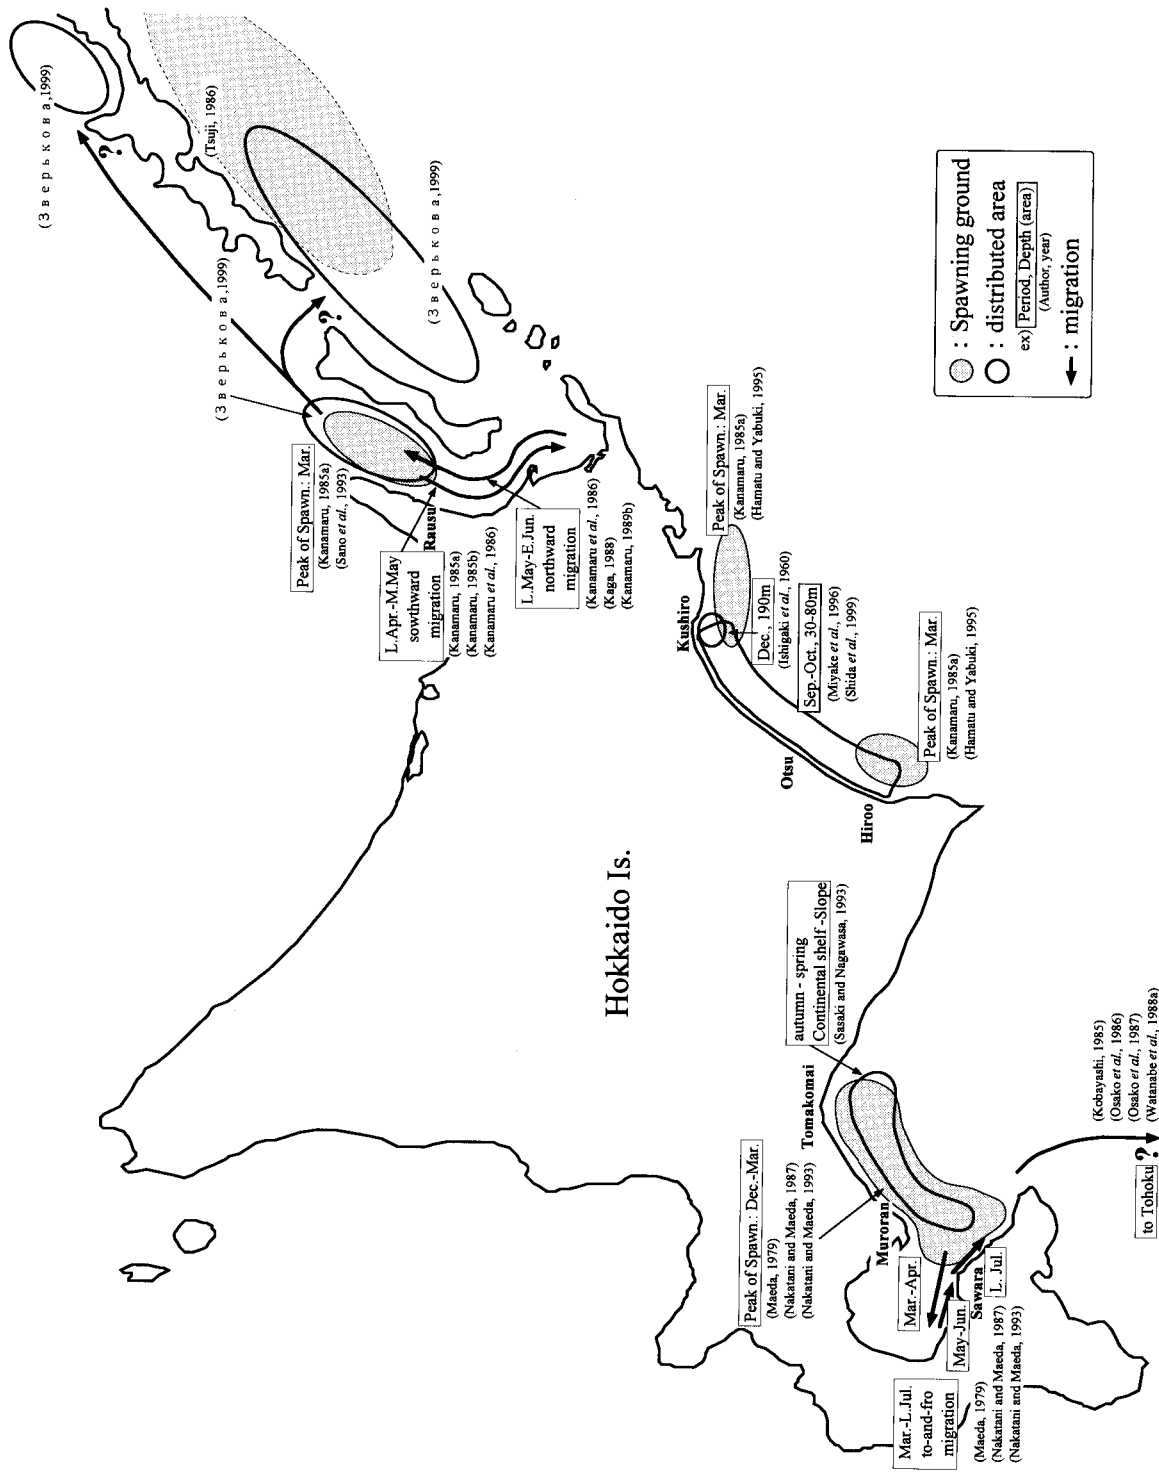 (Зверькова,1999)
(Зверькова,1999)
(Tsuji, 1986)
(Зверькова,1999)
?
?
Peak of Spawn.: Mar.
(Kanamaru, 1985a)
(Sano et al., 1993)
Rausu
L.Apr.-M.May
sowthward
migration
(Kanamaru, 1985a)
(Kanamaru, 1985b)
(Kanamaru et al., 1986)
L.May-E.Jun.
northward
migration
(Kanamaru et al., 1986)
(Kaga, 1988)
(Kanamaru, 1989b)
Kushiro
Peak of Spawn.: Mar.
(Kanamaru, 1985a)
(Hamatu and Yabuki, 1995)
Dec., 190m
(Ishigaki et al., 1960)
Sep.-Oct., 30-80m
(Miyake et al., 1996)
(Shida et al., 1999)
Otsu
Hiroo
Peak of Spawn.: Mar.
(Kanamaru, 1985a)
(Hamatu and Yabuki, 1995)
Hokkaido Is.
autumn - spring
Continental shelf -Slope
(Sasaki and Nagawasa, 1993)
Tomakomai
Peak of Spawn.: Dec.-Mar.
(Maeda, 1979)
(Nakatani and Maeda, 1987)
(Nakatani and Maeda, 1993)
Muroran
Mar.-Apr.
May-Jun.
Sawara
L. Jul.
Mar.-L.Jul.
to-and-fro
migration
(Maeda, 1979)
(Nakatani and Maeda, 1987)
(Nakatani and Maeda, 1993)
(Kobayashi, 1985)
(Osako et al., 1986)
(Osako et al., 1987)
(Watanabe et al., 1988a)
to Tohoku ?
: Spawning ground
: distributed area
ex) Period, Depth (area)
(Author, year)
: migration